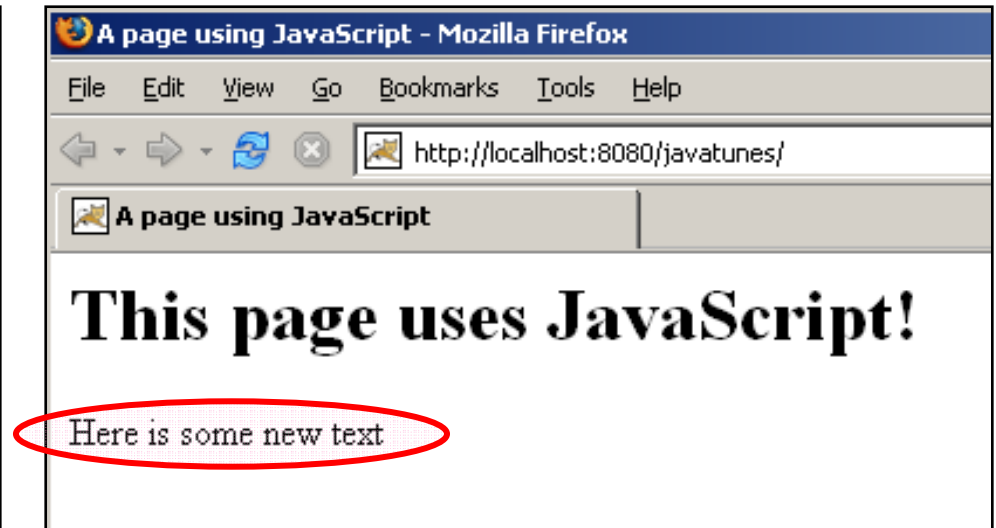 A page using JavaScript - Mozilla Firefox
File Edit View Go Bookmarks Tools Help
http://localhost:8080/javatunes/
A page using JavaScript
This page uses JavaScript!
Here is some new text